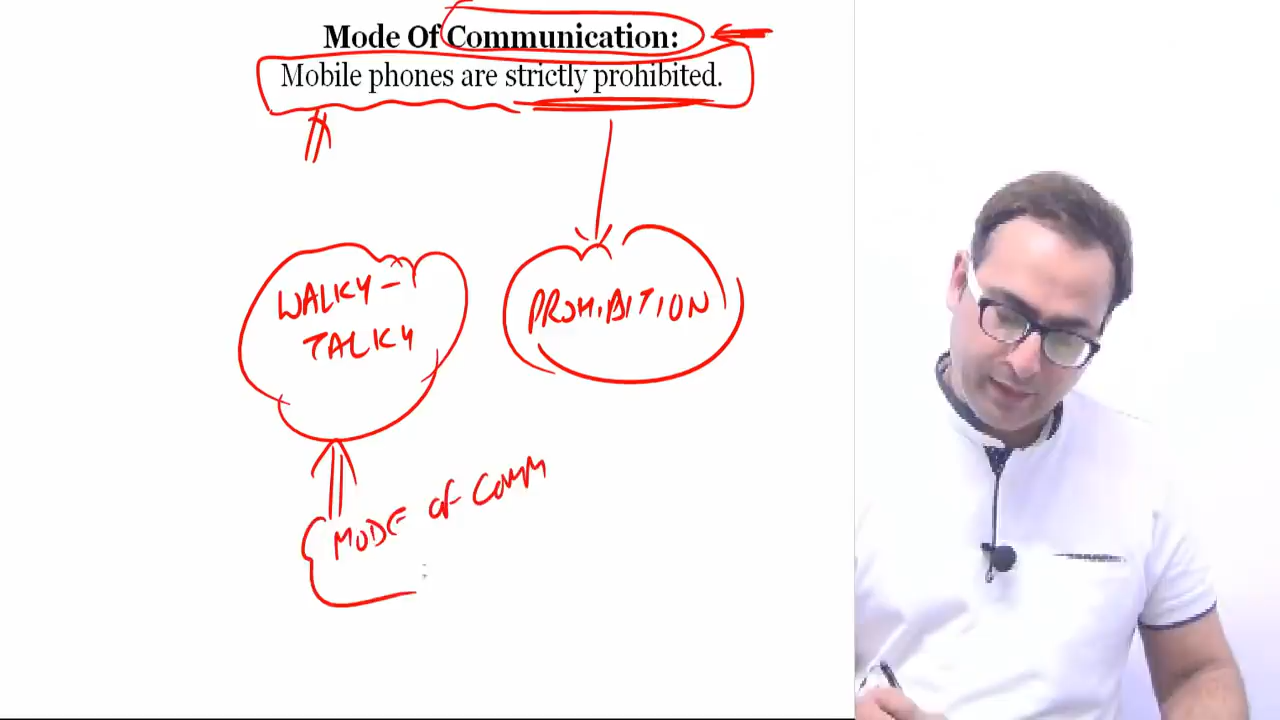 Mode Of Communication:
Mobile phones are strictly prohibited.
WALKY-
TALKY
PROHIBITION
MODE OF COMM